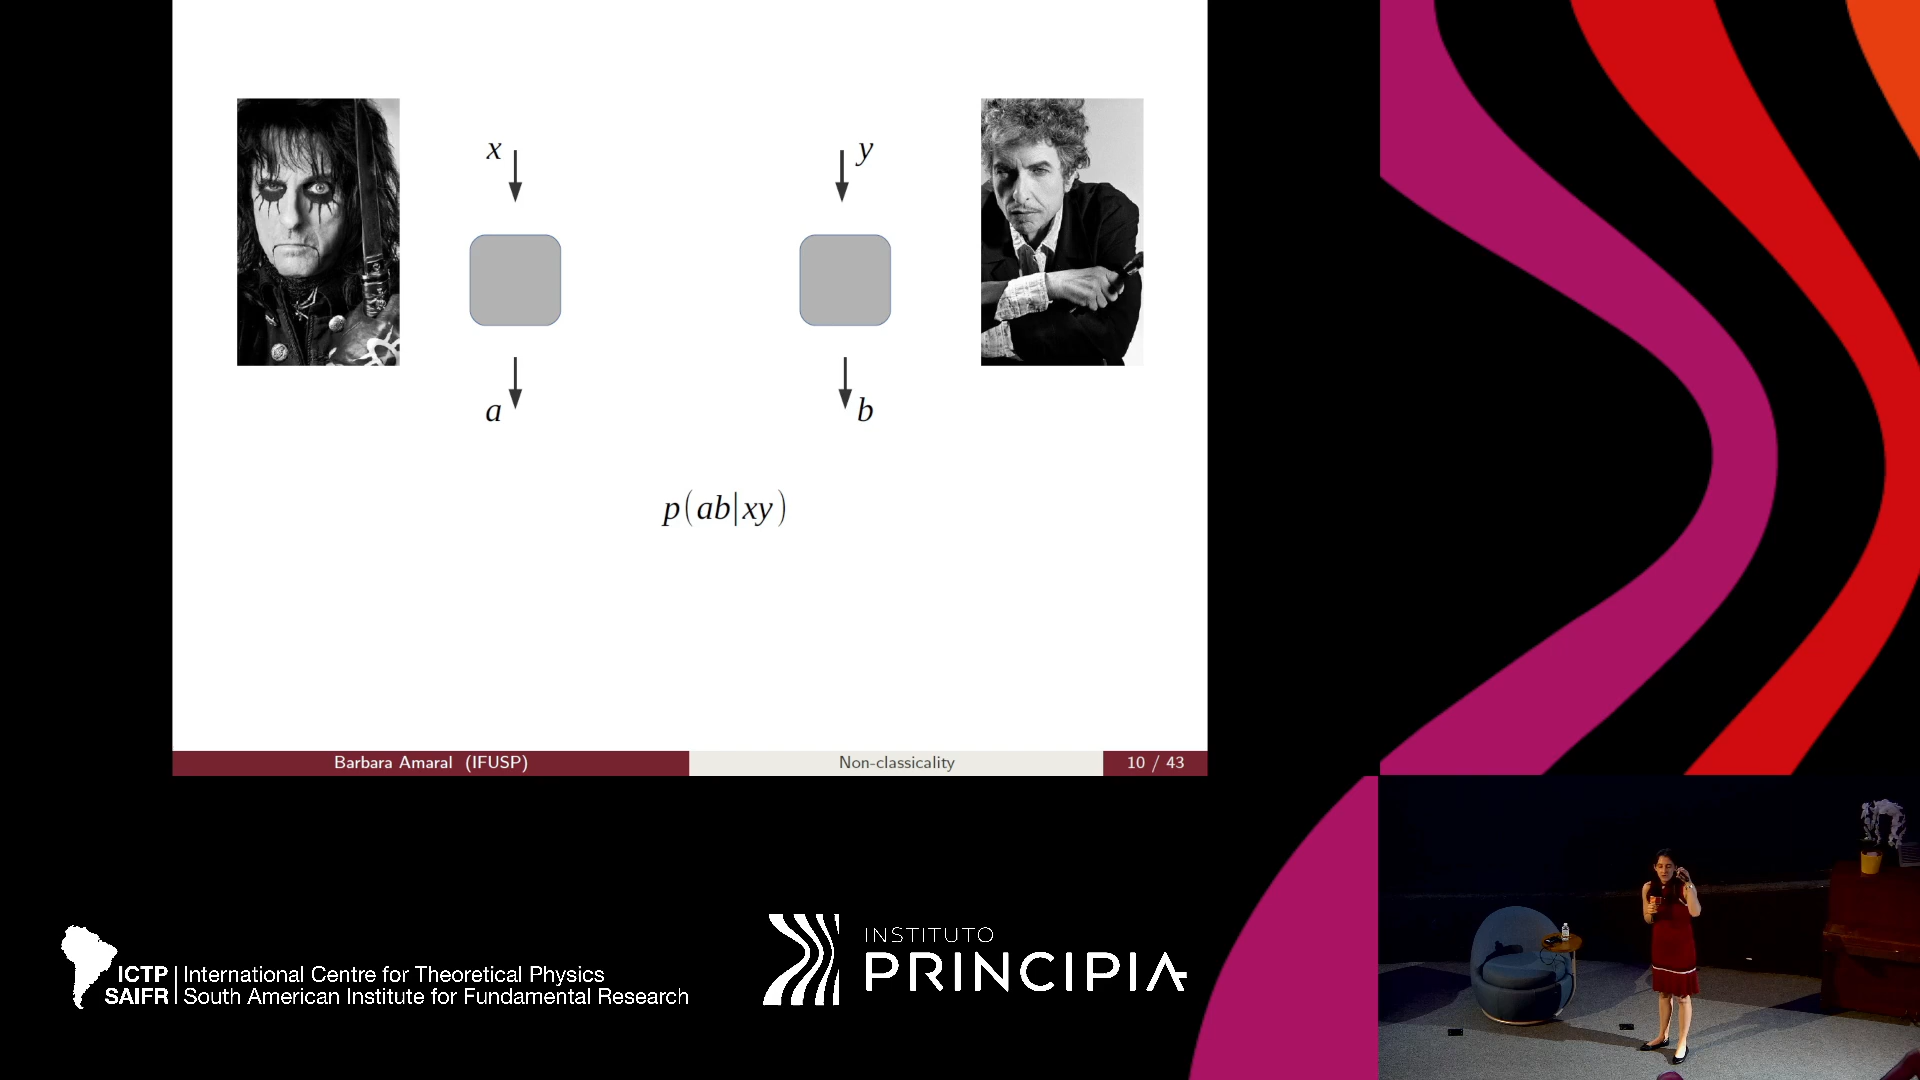 x
y
a
b
p(ab|xy)
Barbara Amaral (IFUSP)
Non-classicality
10 / 43
ICTP
SAIFR
International Centre for Theoretical Physics
South American Institute for Fundamental Research
INSTITUTO
PRINCIPIA